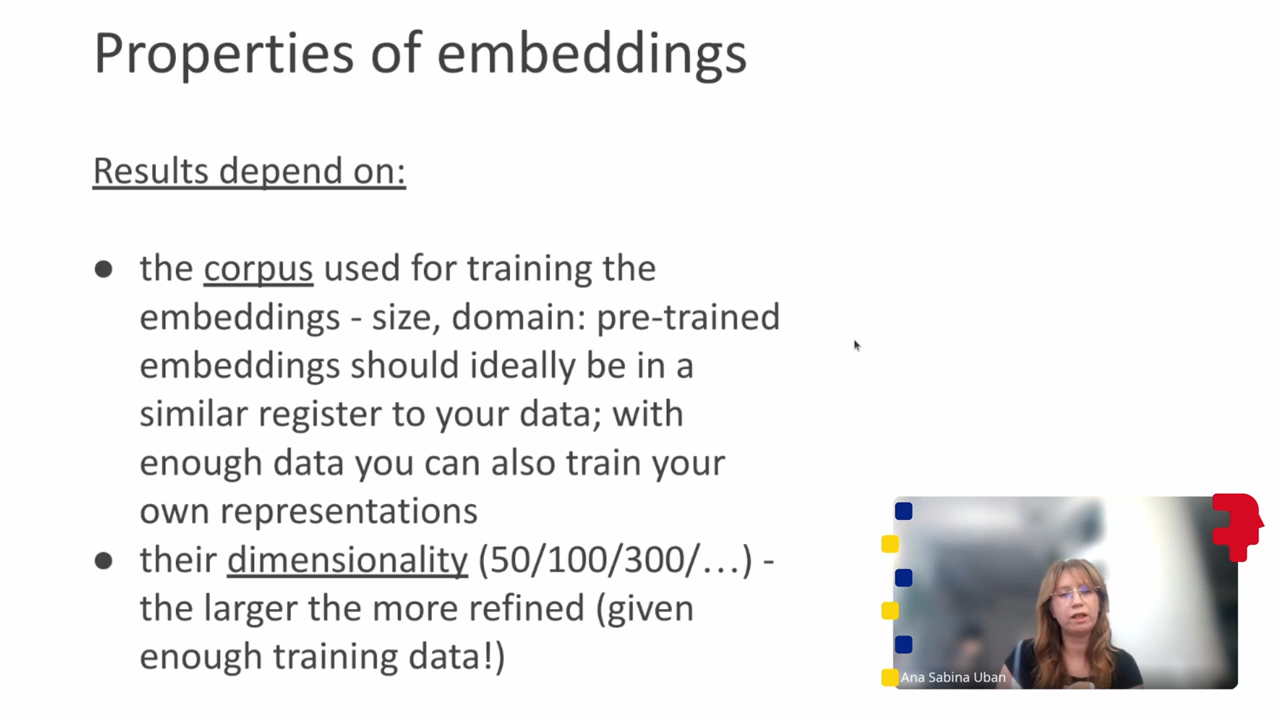 Properties of embeddings
Results depend on:
● the corpus used for training the
embeddings - size, domain: pre-trained
embeddings should ideally be in a
similar register to your data; with
enough data you can also train your
own representations
● their dimensionality (50/100/300/…) -
the larger the more refined (given
enough training data!)
Ana Sabina Uban